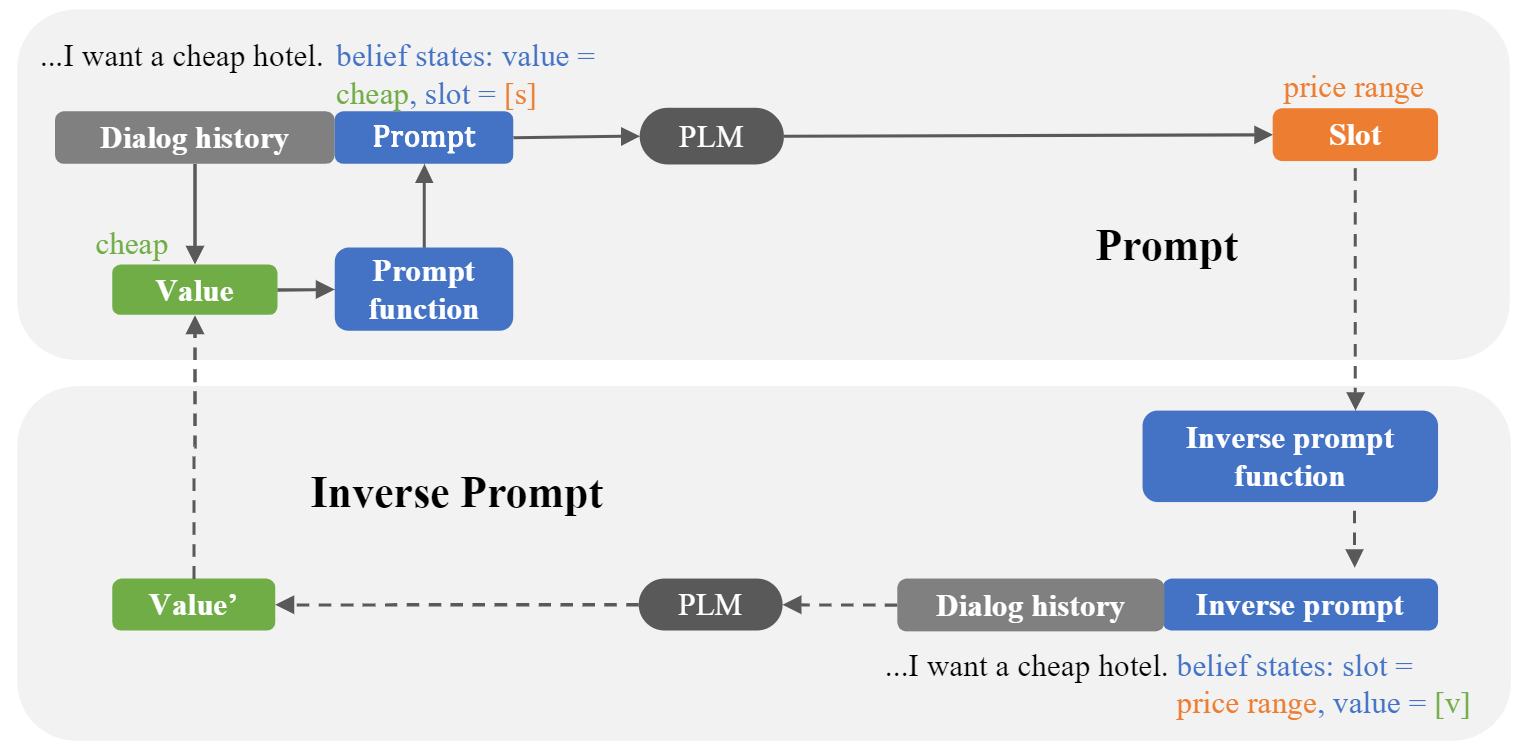 ...I want a cheap hotel. belief states: value =
cheap, slot = [s]
price range
Dialog history
Prompt
PLM
Slot
cheap
Value
Prompt
function
Prompt
Inverse prompt
function
Inverse Prompt
Value’
PLM
Dialog history
Inverse prompt
...I want a cheap hotel. belief states: slot =
price range, value = [v]